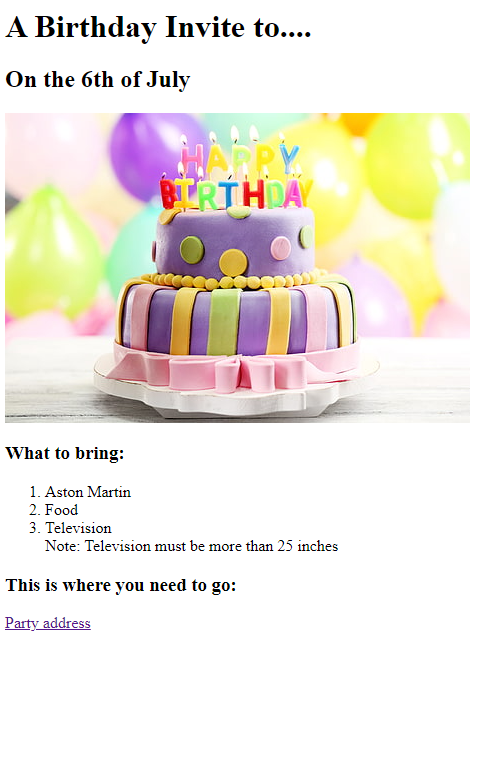 A Birthday Invite to....
On the 6th of July
HAPPY
BIRTHDAY
What to bring:
1. Aston Martin
2. Food
3. Television
Note: Television must be more than 25 inches
This is where you need to go:
Party address